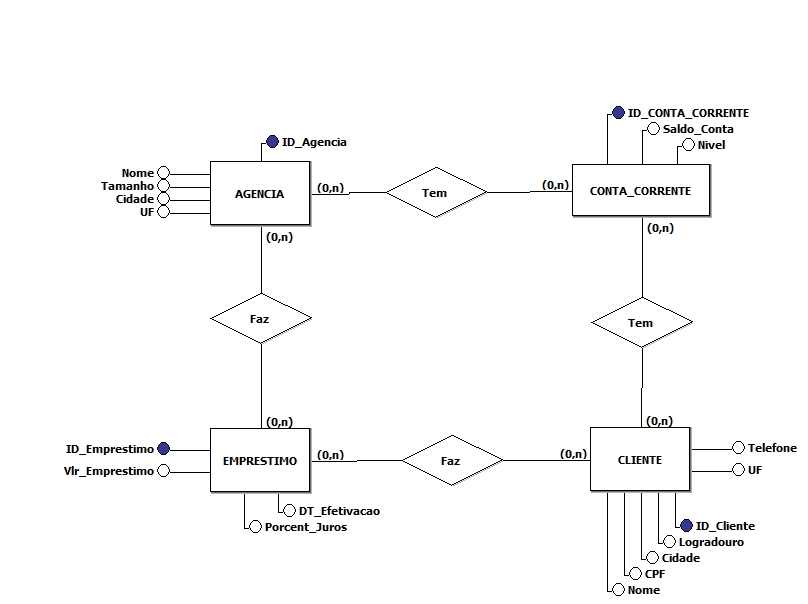 ID_CONTA_CORRENTE
Saldo_Conta
Nivel
ID_Agencia
Nome
Tamanho
Cidade
UF
AGENCIA
(0,n)
Tem
(0,n)
CONTA_CORRENTE
(0,n)
(0,n)
Faz
Tem
(0,n)
(0,n)
ID_Emprestimo
Vlr_Emprestimo
EMPRESTIMO
(0,n)
Faz
(0,n)
CLIENTE
Telefone
UF
DT_Efetivacao
Porcent_Juros
ID_Cliente
Logradouro
Cidade
CPF
Nome